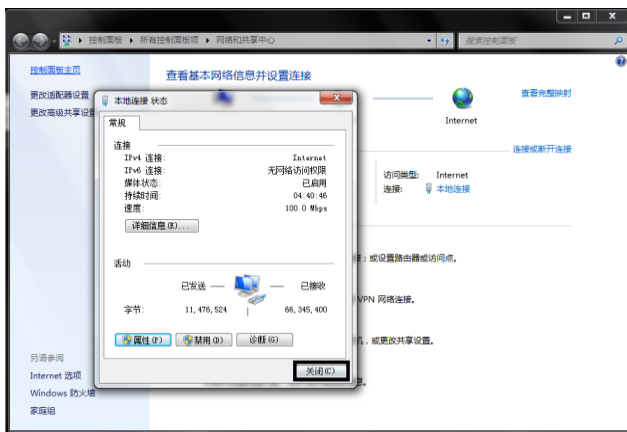 控制面板 ▸ 所有控制面板项 ▸ 网络和共享中心
搜索控制面板
控制面板主页
更改适配器设置
更改高级共享设
查看基本网络信息并设置连接
查看完整映射
Internet
连接或断开连接
访问类型: Internet
连接: 本地连接
接；或设置路由器或访问点。
VPN 网络连接。
机，或更改共享设置。
息。
本地连接 状态
常规
连接
IPv4 连接: Internet
IPv6 连接: 无网络访问权限
媒体状态: 已启用
持续时间: 04:40:46
速度: 100.0 Mbps
详细信息(E)...
活动
已发送 — — 已接收
字节: 11,476,524 | 66,345,400
属性(P) 禁用(D) 诊断(G)
关闭(C)
另请参阅
Internet 选项
Windows 防火墙
家庭组